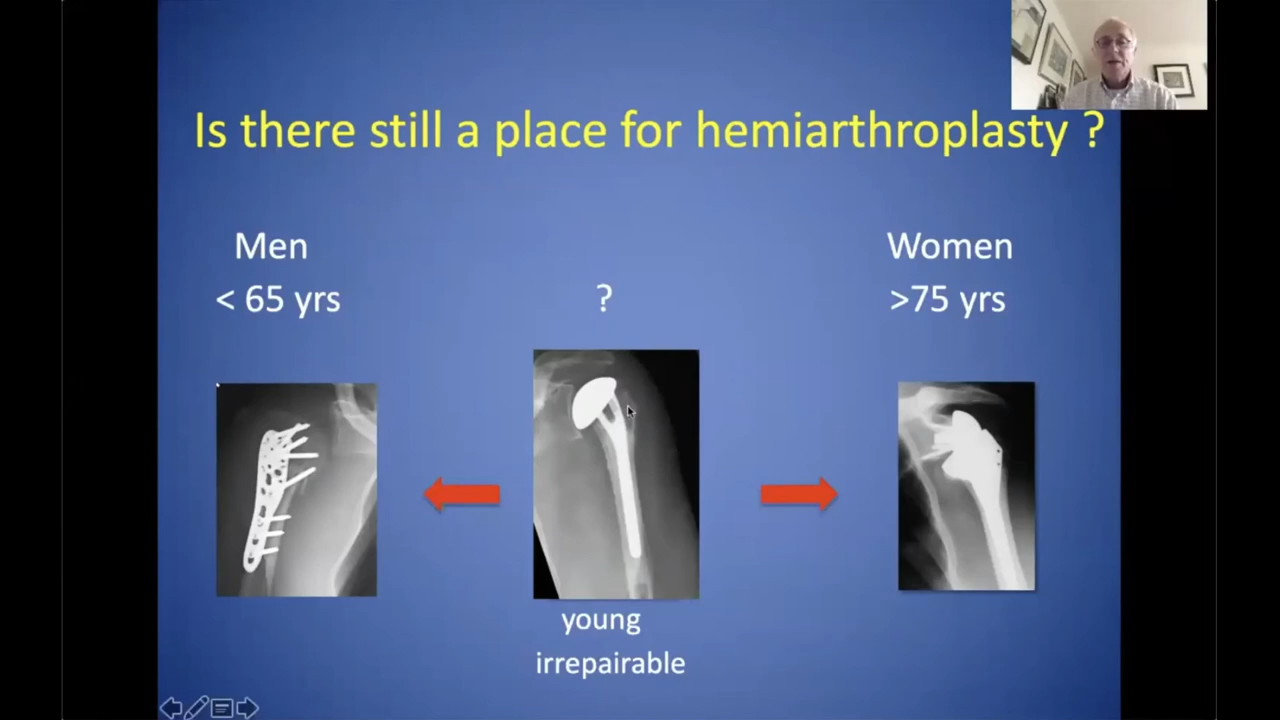 Is there still a place for hemiarthroplasty ?
Men
< 65 yrs
?
Women
>75 yrs
young
irrepairable